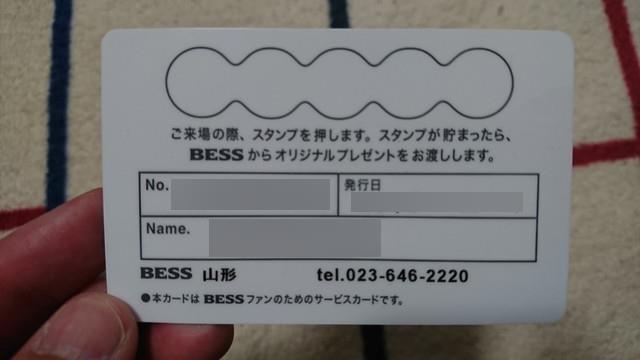 ご来場の際、スタンプを押します。スタンプが貯まったら、
BESSからオリジナルプレゼントをお渡しします。
No.
発行日
Name.
BESS 山形 tel.023-646-2220
●本カードは BESSファンのためのサービスカードです。